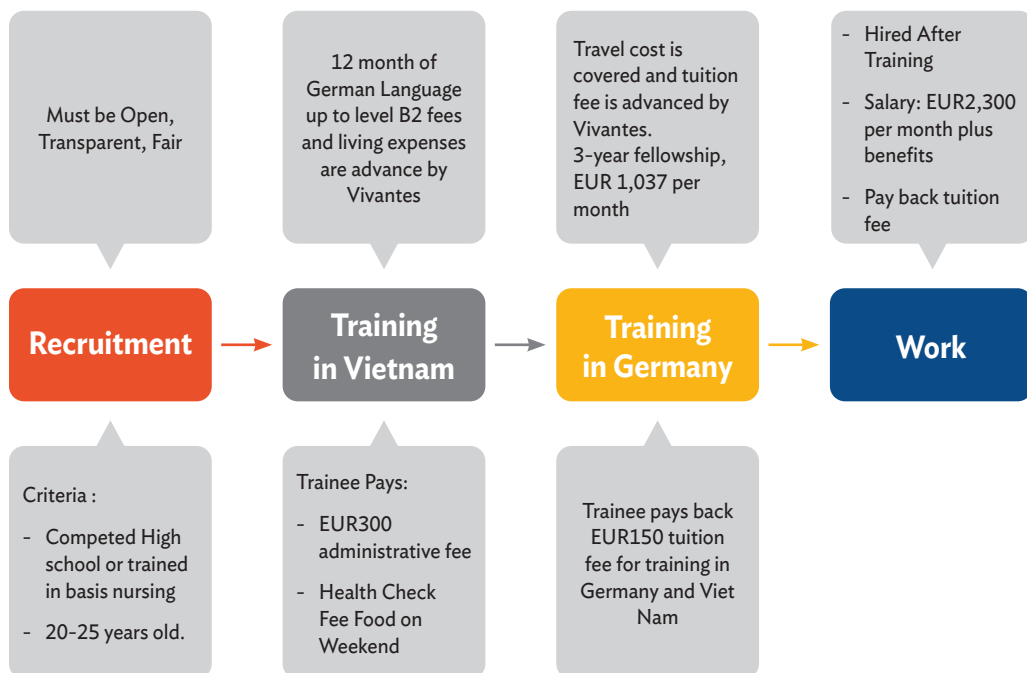 Must be Open,
Transparent, Fair
12 month of
German Language
up to level B2 fees
and living expenses
are advance by
Vivantes
Travel cost is
covered and tuition
fee is advanced by
Vivantes.
3-year fellowship,
EUR 1,037 per
month
- Hired After
Training
- Salary: EUR2,300
per month plus
benefits
- Pay back tuition
fee
Recruitment
Training
in Vietnam
Training
in Germany
Work
Criteria :
- Competed High
school or trained
in basis nursing
- 20-25 years old.
Trainee Pays:
- EUR300
administrative fee
- Health Check
Fee Food on
Weekend
Trainee pays back
EUR150 tuition
fee for training in
Germany and Viet
Nam